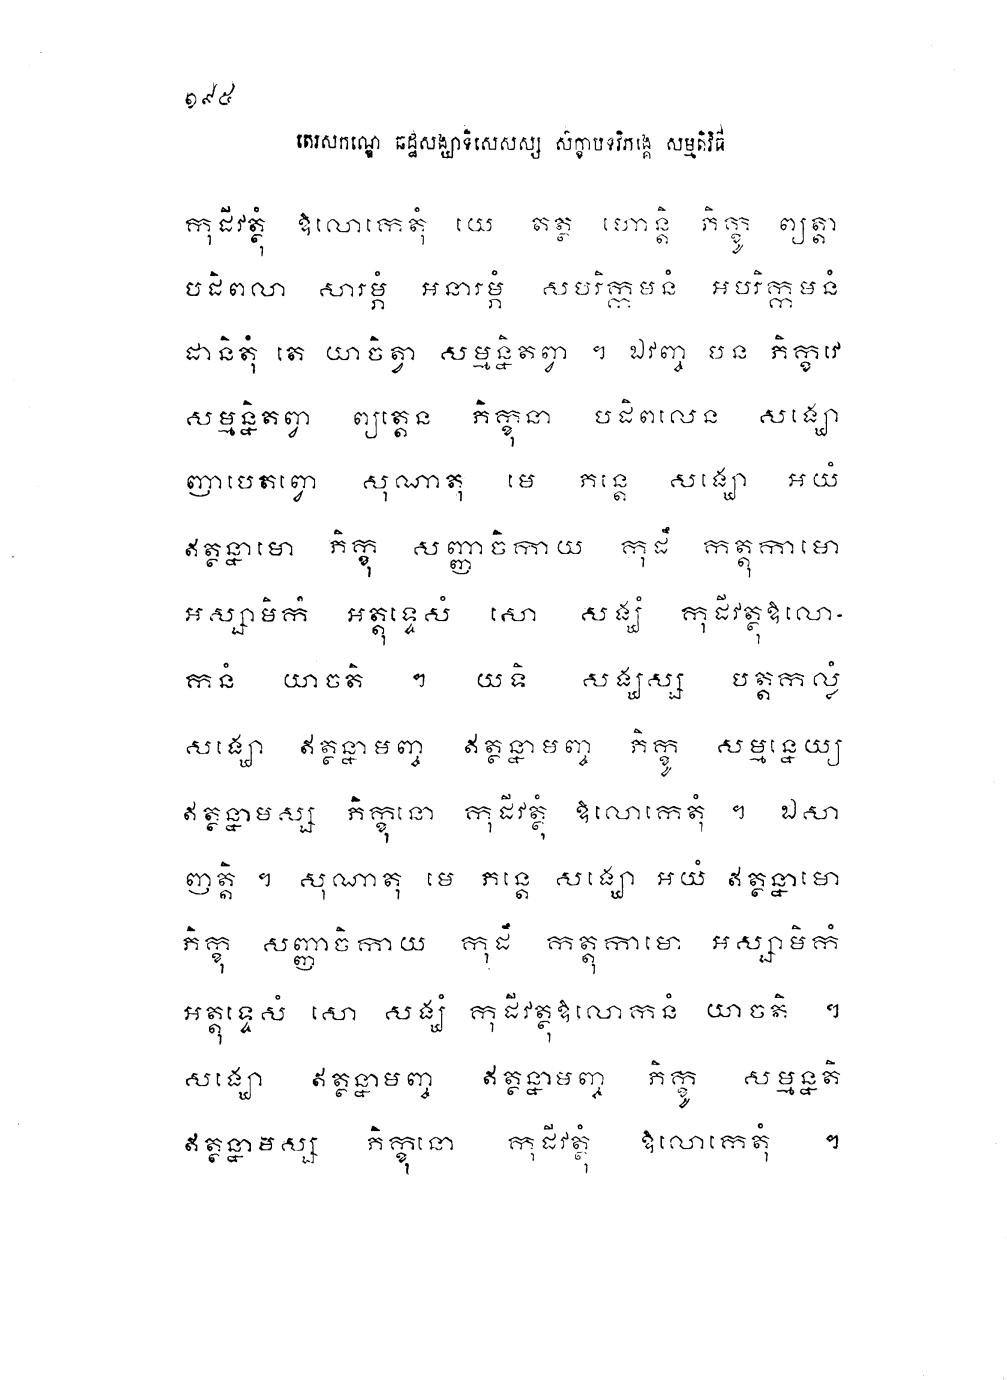 ១៩៥
តេរសកណ្ឌេ ឆដ្ឋសង្ឃាទិសេសស្ស សិក្ខាបទវិភង្គេ សម្មតិវិធី
កុដីវត្ថុំ ឱលោកេតុំ យេ តត្ថ ហោន្តិ ភិក្ខូ ព្យត្តា
បដិពលា សារម្ភំ អនារម្ភំ សបរិក្កមនំ អបរិក្កមនំ
ជានិតុំ តេ យាចិត្វា សម្មន្និតព្វា ។ ឯវញ្ច បន ភិក្ខវេ
សម្មន្និតព្វា ព្យត្តេន ភិក្ខុនា បដិពលេន សង្ឃោ
ញាបេតព្វោ សុណាតុ មេ ភន្តេ សង្ឃោ អយំ
ឥត្ថន្នាមោ ភិក្ខុ សញ្ញាចិកាយ កុដឹ កត្តុកាមោ
អស្សាមិកំ អត្តុទ្ទេសំ សោ សង្ឃំ កុដីវត្ថុឱលោ-
កនំ យាចតិ ។ យទិ សង្ឃស្ស បត្តកល្លំ
សង្ឃោ ឥត្ថន្នាមញ្ច ឥត្ថន្នាមញ្ច ភិក្ខូ សម្មន្នេយ្យ
ឥត្ថន្នាមស្ស ភិក្ខុនោ កុដីវត្ថុំ ឱលោកេតុំ ។ ឯសា
ញត្តិ ។ សុណាតុ មេ ភន្តេ សង្ឃោ អយំ ឥត្ថន្នាមោ
ភិក្ខុ សញ្ញាចិកាយ កុដឹ កត្តុកាមោ អស្សាមិកំ
អត្តុទ្ទេសំ សោ សង្ឃំ កុដីវត្ថុឱលោកនំ យាចតិ ។
សង្ឃោ ឥត្ថន្នាមញ្ច ឥត្ថន្នាមញ្ច ភិក្ខូ សម្មន្នតិ
ឥត្ថន្នាមស្ស ភិក្ខុនោ កុដីវត្ថុំ ឱលោកេតុំ ។